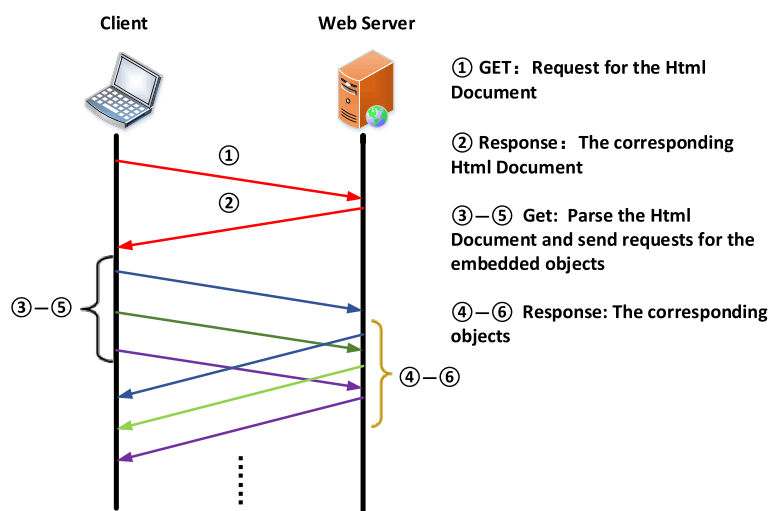 Client
Web Server
① GET：Request for the Html
Document
①
② Response：The corresponding
Html Document
②
③—⑤ Get: Parse the Html
Document and send requests for the
embedded objects
③—⑤
④—⑥ Response: The corresponding
objects
④—⑥